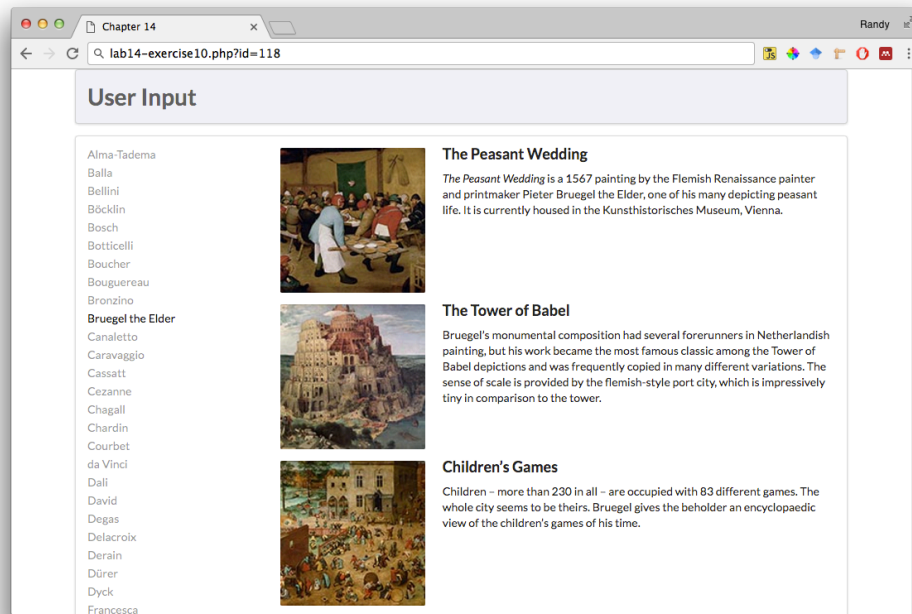 Chapter 14
Randy
lab14-exercise10.php?id=118
JS
User Input
Alma-Tadema
Balla
Bellini
Böcklin
Bosch
Botticelli
Boucher
Bouguereau
Bronzino
Bruegel the Elder
Canaletto
Caravaggio
Cassatt
Cezanne
Chagall
Chardin
Courbet
da Vinci
Dali
David
Degas
Delacroix
Derain
Dürer
Dyck
Francesca
The Peasant Wedding
The Peasant Wedding is a 1567 painting by the Flemish Renaissance painter
and printmaker Pieter Bruegel the Elder, one of his many depicting peasant
life. It is currently housed in the Kunsthistorisches Museum, Vienna.
The Tower of Babel
Bruegel's monumental composition had several forerunners in Netherlandish
painting, but his work became the most famous classic among the Tower of
Babel depictions and was frequently copied in many different variations. The
sense of scale is provided by the flemish-style port city, which is impressively
tiny in comparison to the tower.
Children's Games
Children – more than 230 in all – are occupied with 83 different games. The
whole city seems to be theirs. Bruegel gives the beholder an encyclopaedic
view of the children's games of his time.